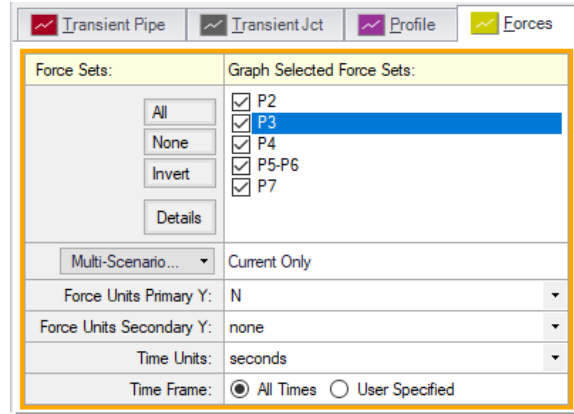 Transient Pipe Transient Jct Profile Forces
Force Sets: Graph Selected Force Sets:
All
None
Invert
Details
P2
P3
P4
P5-P6
P7
Multi-Scenario... Current Only
Force Units Primary Y: N
Force Units Secondary Y: none
Time Units: seconds
Time Frame: All Times User Specified